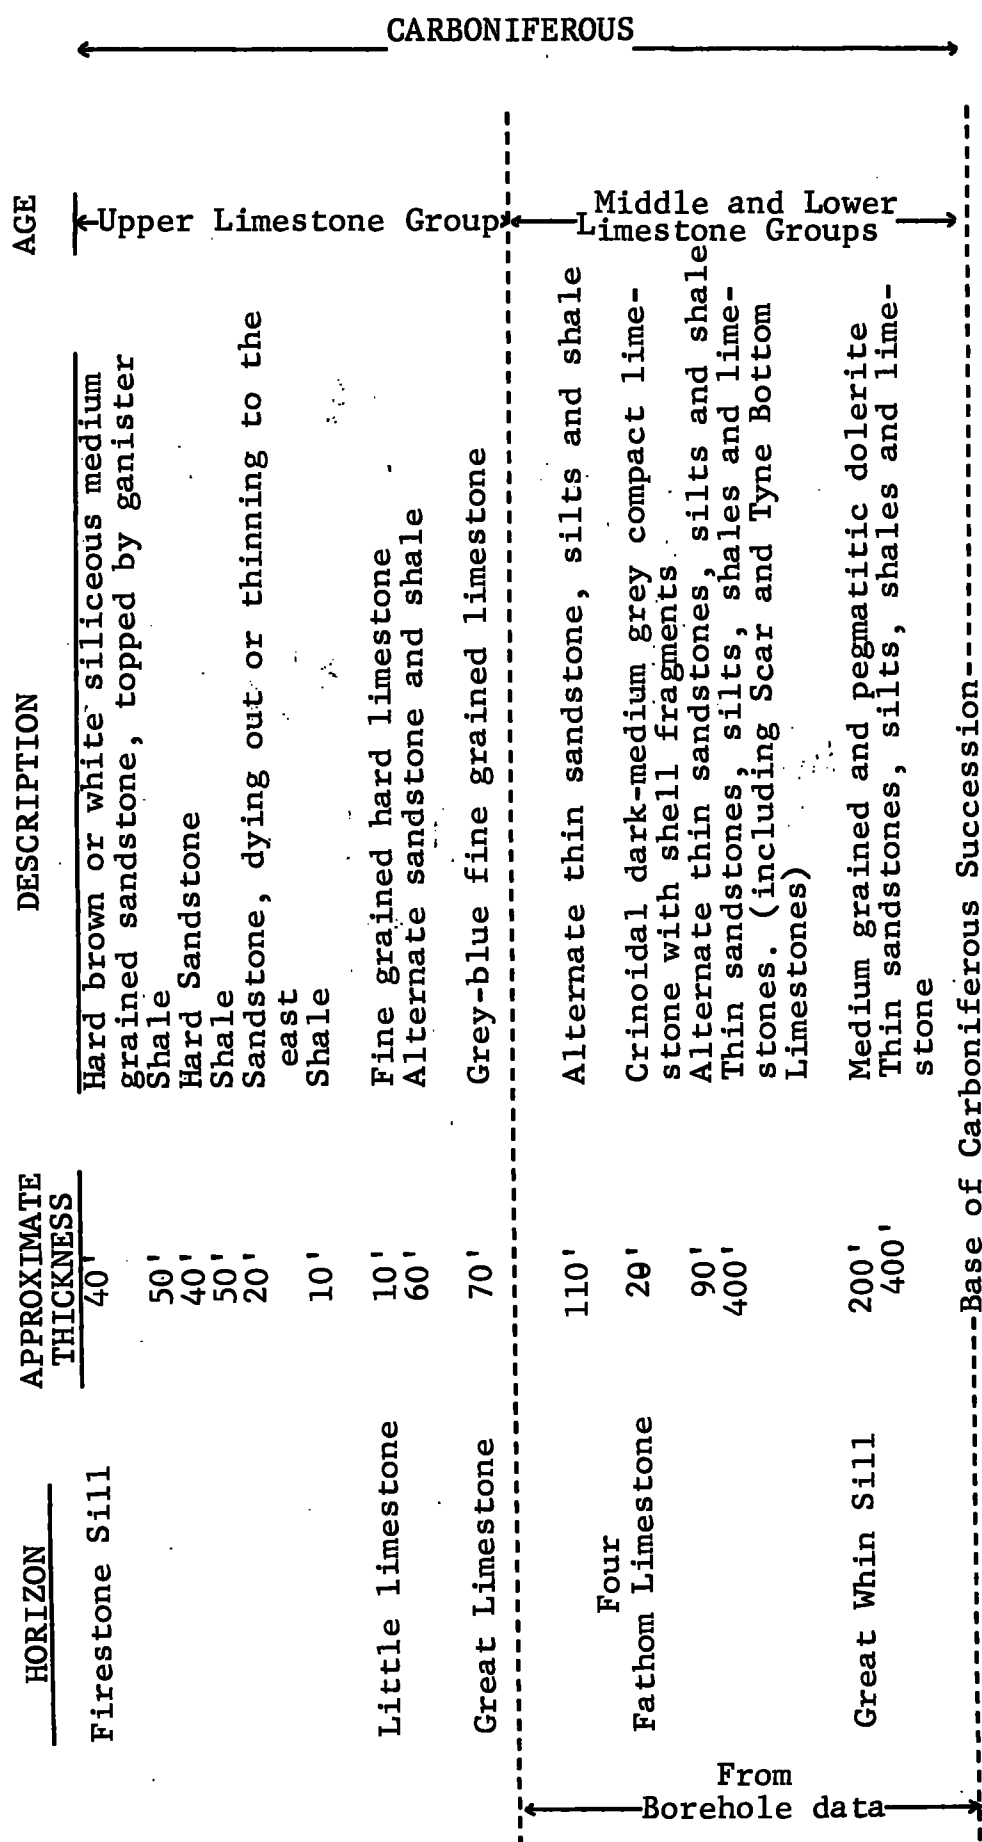 HORIZON
APPROXIMATE
THICKNESS
DESCRIPTION
AGE
CARBONIFEROUS
Firestone Sill
40'
Hard brown or white siliceous medium
grained sandstone, topped by ganister
Upper Limestone Group
50'
Shale
40'
Hard Sandstone
50'
Shale
20'
Sandstone, dying out or thinning to the
east
10'
Shale
Little limestone
10'
Fine grained hard limestone
60'
Alternate sandstone and shale
Great Limestone
70'
Grey-blue fine grained limestone
From
Borehole data
Middle and Lower
Limestone Groups
110'
Alternate thin sandstone, silts and shale
Four
Fathom Limestone
20'
Crinoidal dark-medium grey compact lime-
stone with shell fragments
90'
Alternate thin sandstones, silts and shale
400'
Thin sandstones, silts, shales and lime-
stones. (including Scar and Tyne Bottom
Limestones)
Great Whin Sill
200'
Medium grained and pegmatitic dolerite
400'
Thin sandstones, silts, shales and lime-
stone
Base of Carboniferous Succession